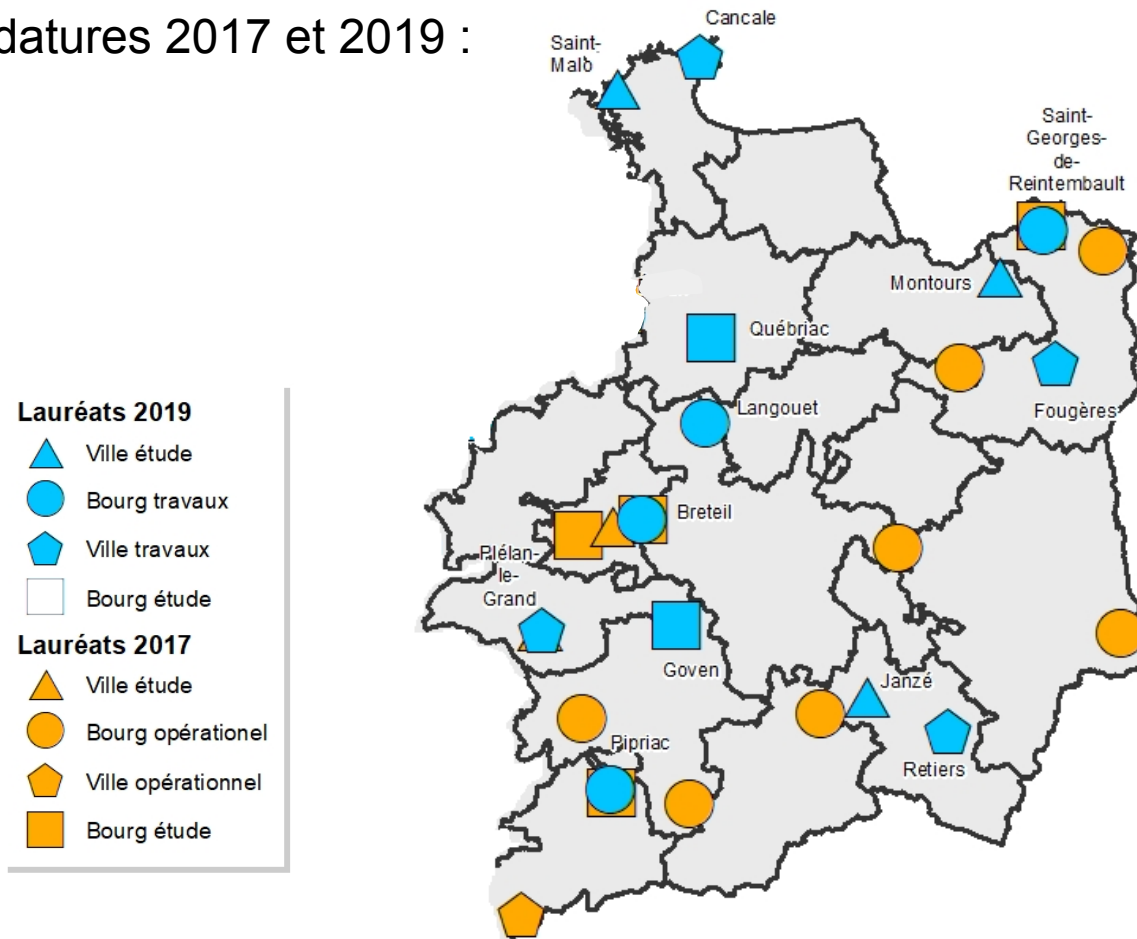 datures 2017 et 2019 :
Cancale
Saint-
Malo
Saint-
Georges-
de-
Reintembault
Montours
Québriac
Langouet
Fougères
Breteil
Plélan-
le-
Grand
Goven
Janzé
Pipriac
Retiers
Lauréats 2019
Ville étude
Bourg travaux
Ville travaux
Bourg étude
Lauréats 2017
Ville étude
Bourg opérationel
Ville opérationnel
Bourg étude